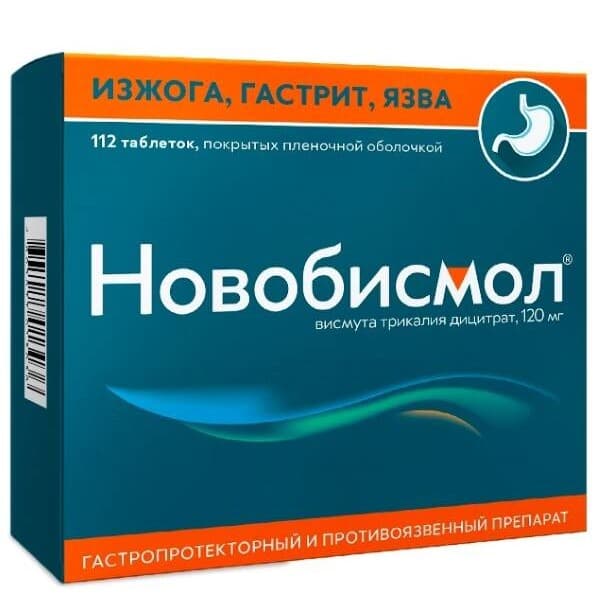 ИЗЖОГА, ГАСТРИТ, ЯЗВА
112 таблеток, покрытых пленочной оболочкой
Новобисмол®
висмута трикалия дицитрат, 120 мг
ГАСТРОПРОТЕКТОРНЫЙ И ПРОТИВОЯЗВЕННЫЙ ПРЕПАРАТ